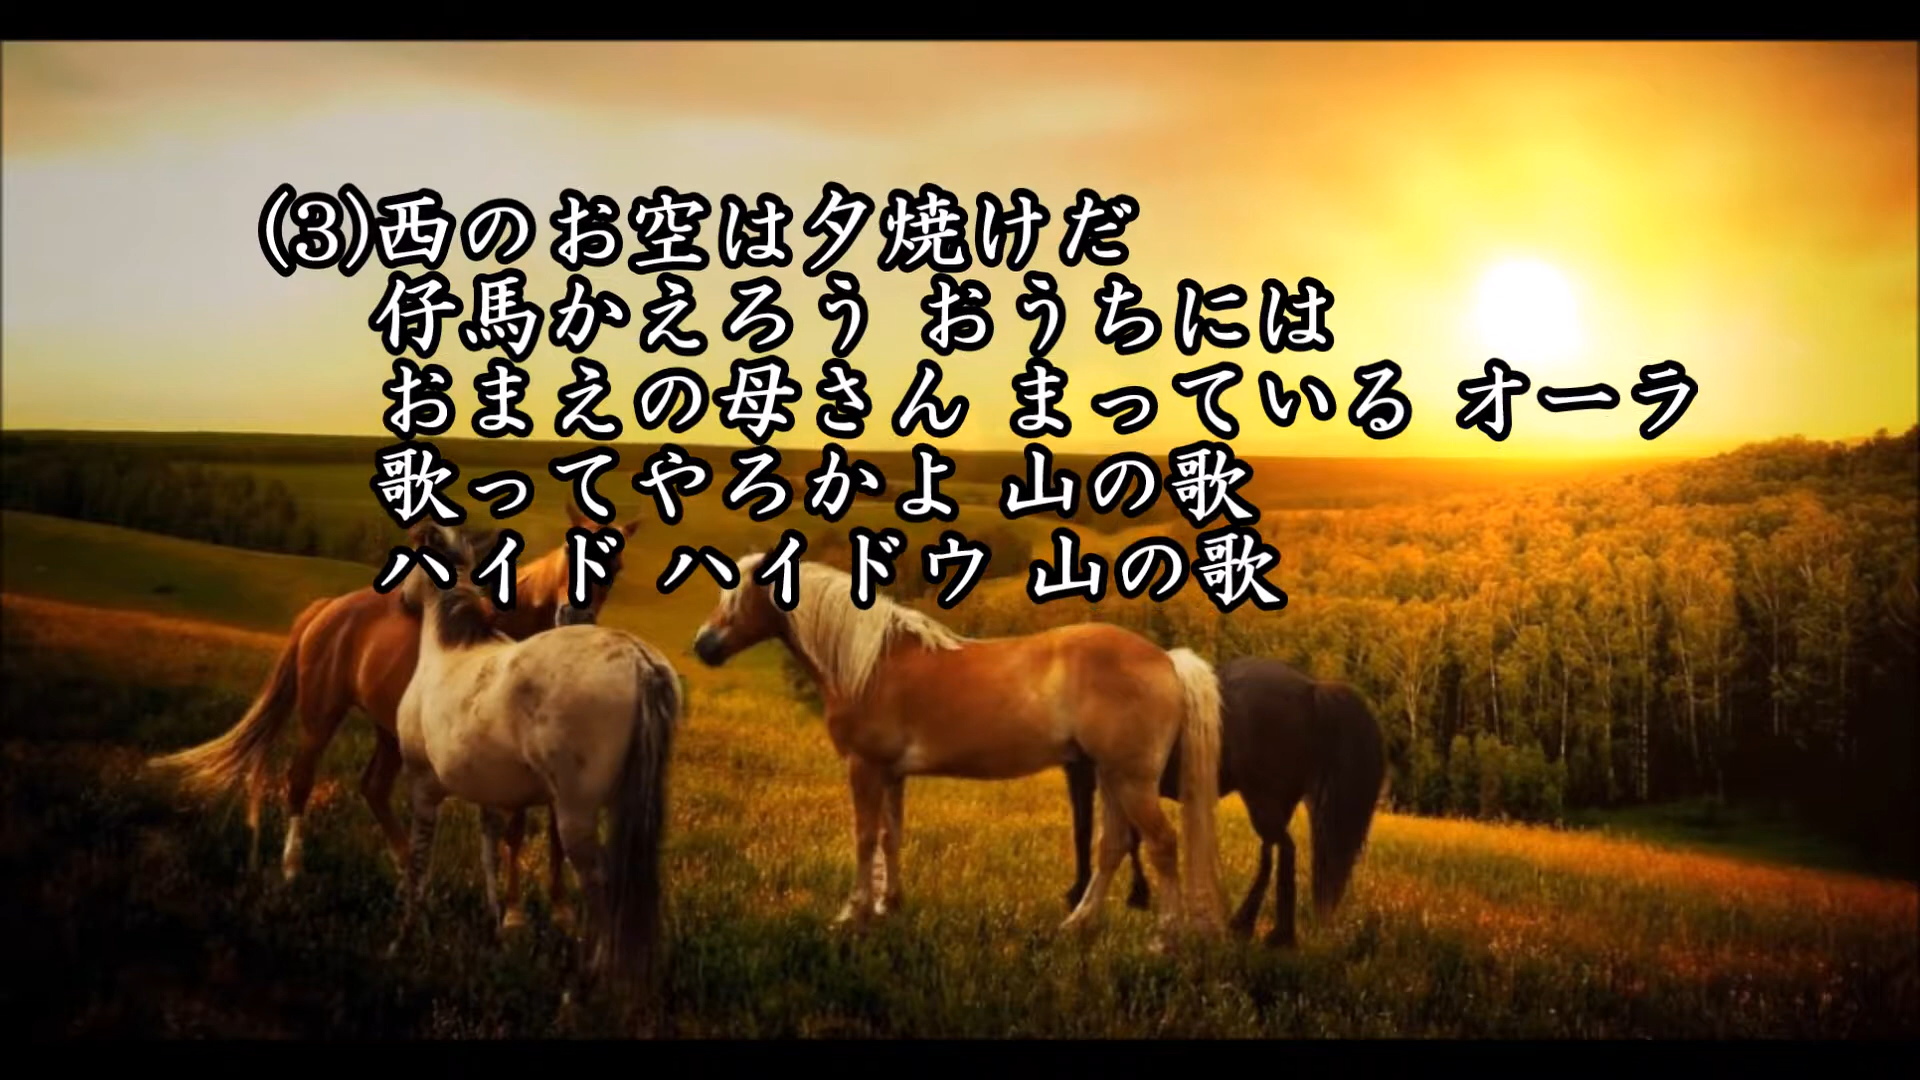 (3)西のお空は夕焼けだ
仔馬かえろう おうちには
おまえの母さん まっている オーラ
歌ってやろかよ 山の歌
ハイド ハイドウ 山の歌